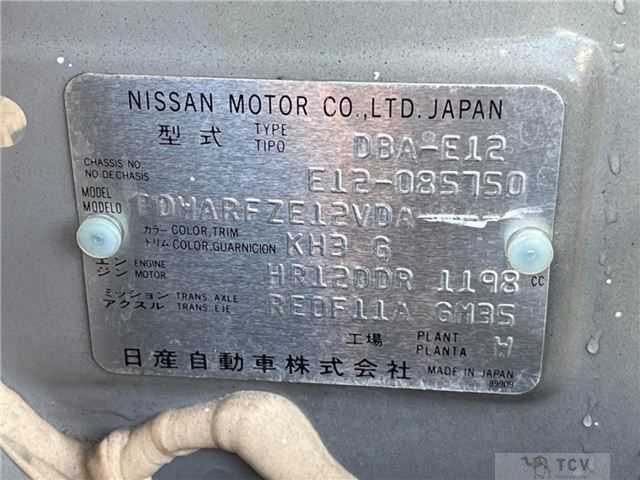 NISSAN MOTOR CO.,LTD. JAPAN
型式 TYPE TIPO DBA-E12
CHASSIS NO. NO. DECHASIS E12-085750
MODEL MODELO FDWARFZE12VDA-----
カラー COLOR, TRIM トリム COLOR, GUARNICION KH3 G
エンジン ENGINE MOTOR HR12DDR 1198 CC
ミッション TRANS. AXLE アクスル TRANS. EJE RE0F11A GM35
工場 PLANT PLANTA W
日産自動車株式会社 MADE IN JAPAN
89909
TCV